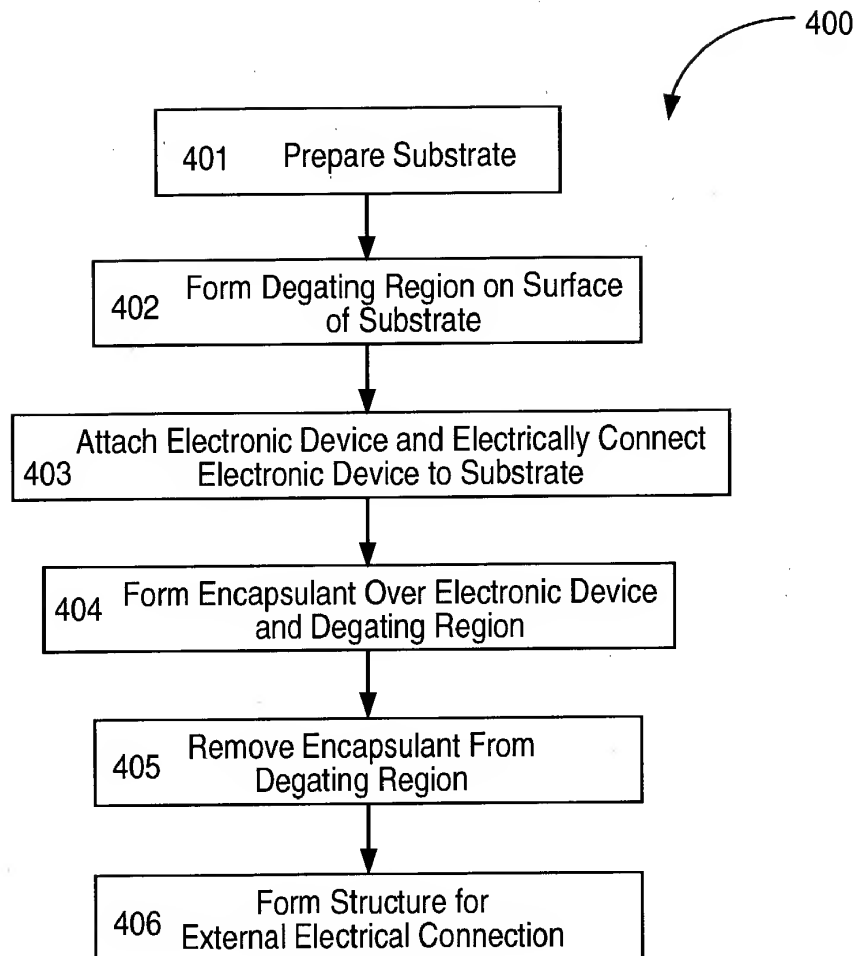 400
401 Prepare Substrate
402 Form Degating Region on Surface
of Substrate
Attach Electronic Device and Electrically Connect
403 Electronic Device to Substrate
404 Form Encapsulant Over Electronic Device
and Degating Region
405 Remove Encapsulant From
Degating Region
406 Form Structure for
External Electrical Connection